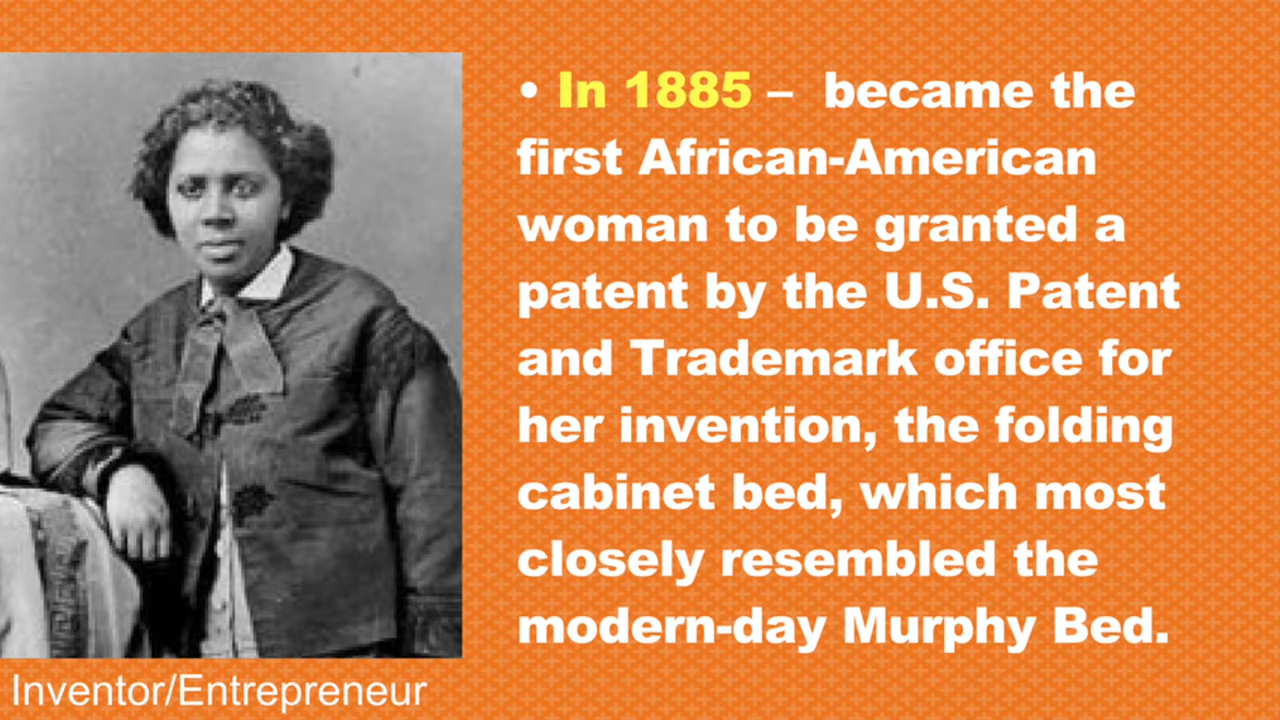 • In 1885 – became the
first African-American
woman to be granted a
patent by the U.S. Patent
and Trademark office for
her invention, the folding
cabinet bed, which most
closely resembled the
modern-day Murphy Bed.
Inventor/Entrepreneur